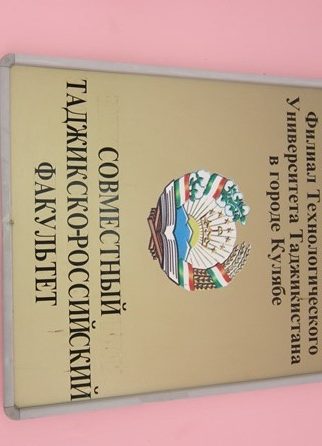 Филиал Технологического
Университета Таджикистана
в городе Кулябе
СОВМЕСТНЫЙ
ТАДЖИКСКО-РОССИЙСКИЙ
ФАКУЛЬТЕТ